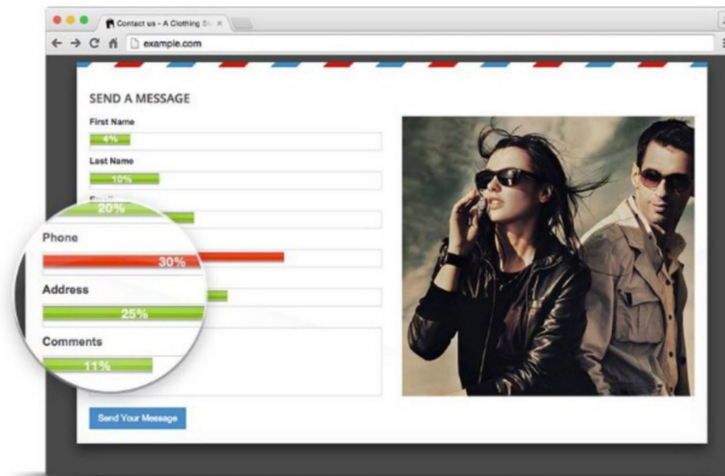 Contact us - A Clothing St
example.com
SEND A MESSAGE
First Name
4%
Last Name
10%
20%
Phone
30%
Address
25%
Comments
11%
Send Your Message